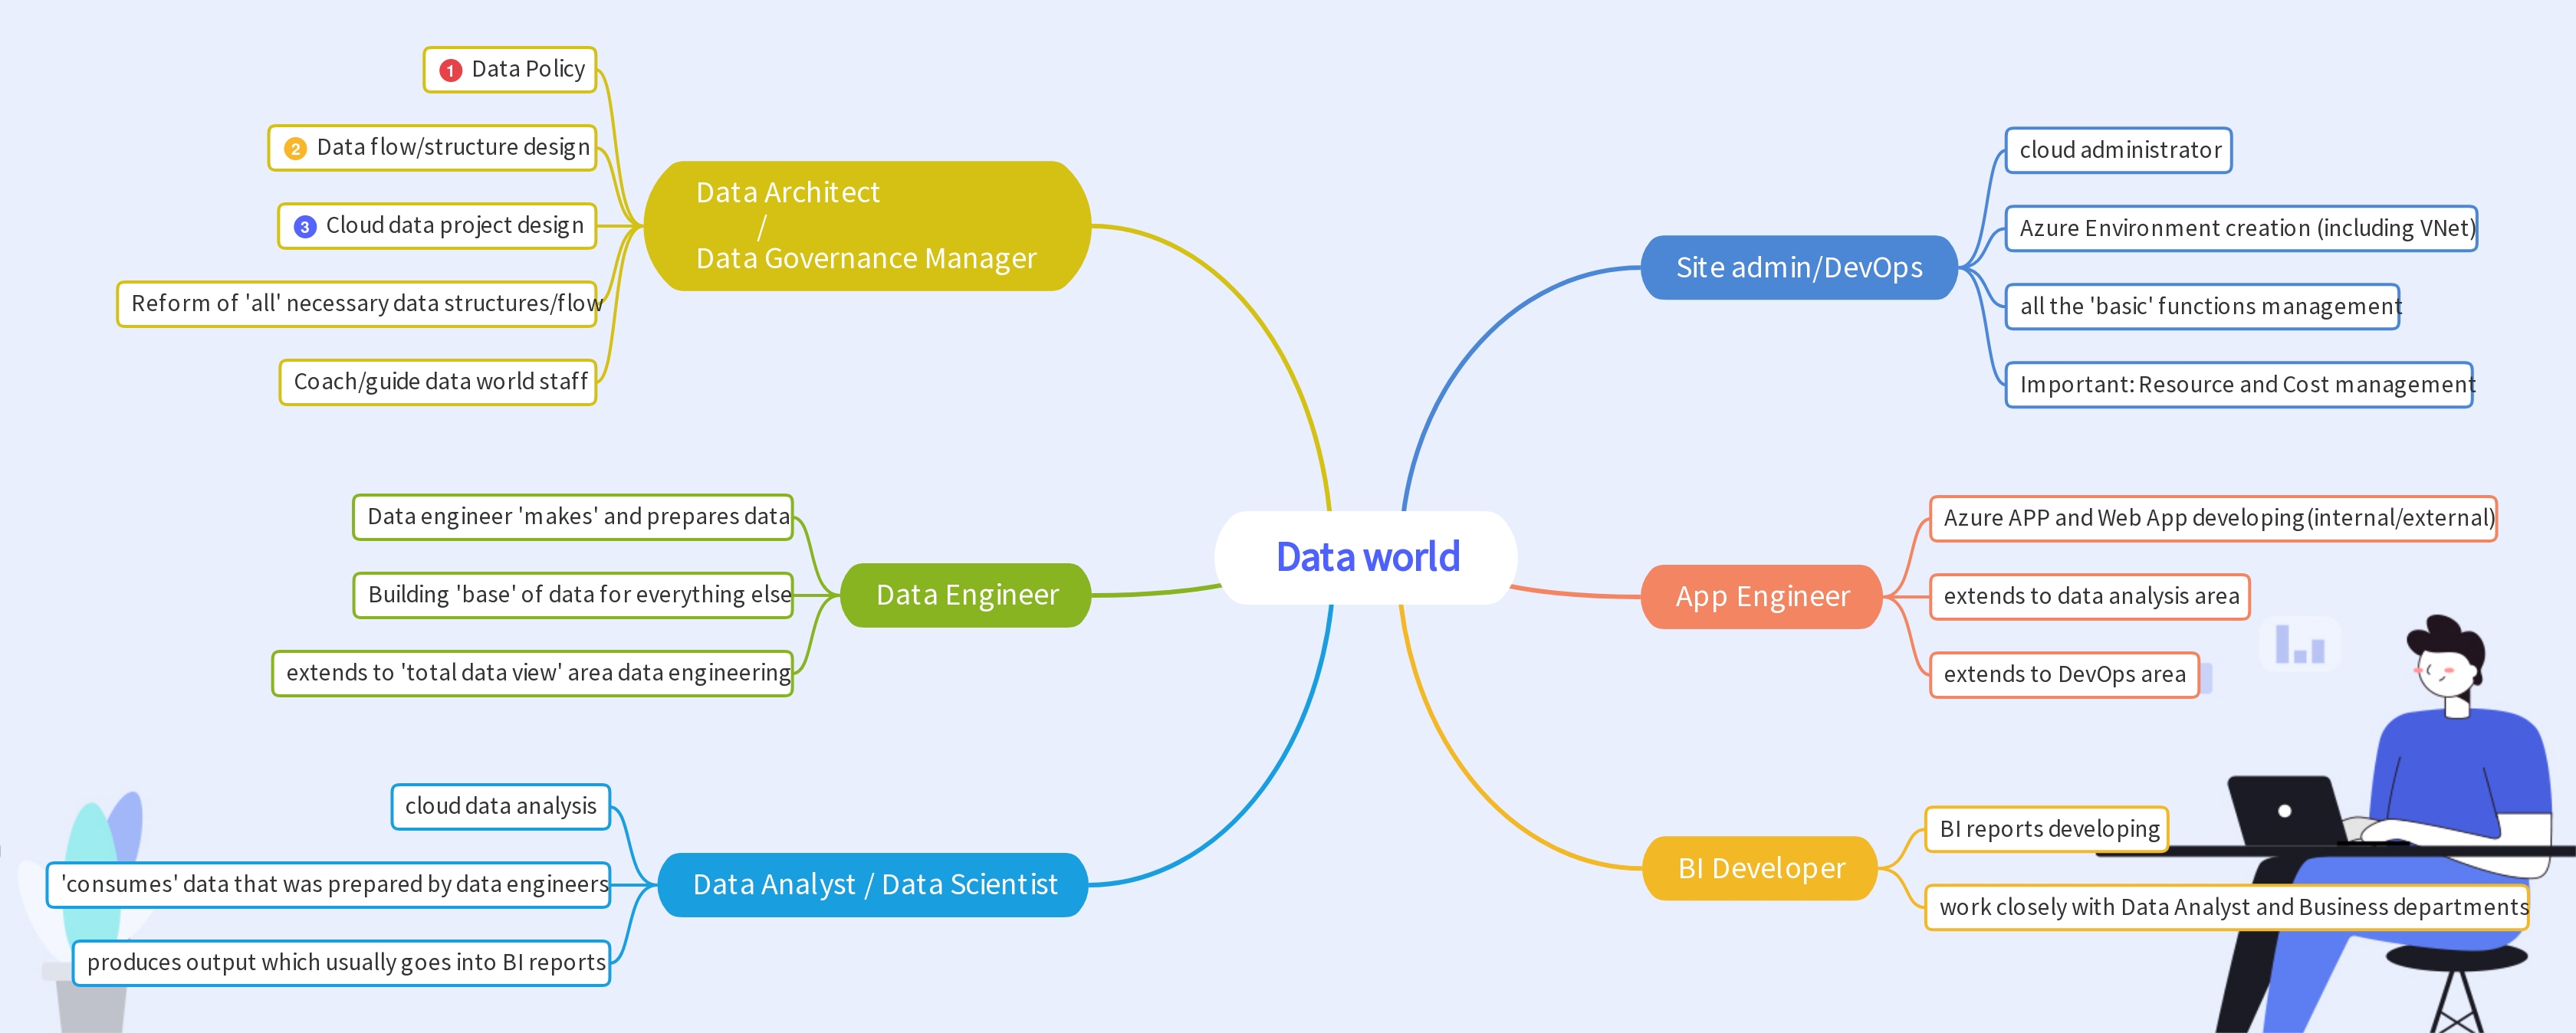 Data world
Data Architect
/
Data Governance Manager
1 Data Policy
2 Data flow/structure design
3 Cloud data project design
Reform of 'all' necessary data structures/flow
Coach/guide data world staff
Data Engineer
Data engineer 'makes' and prepares data
Building 'base' of data for everything else
extends to 'total data view' area data engineering
Data Analyst / Data Scientist
cloud data analysis
'consumes' data that was prepared by data engineers
produces output which usually goes into BI reports
Site admin/DevOps
cloud administrator
Azure Environment creation (including VNet)
all the 'basic' functions management
Important: Resource and Cost management
App Engineer
Azure APP and Web App developing (internal/external)
extends to data analysis area
extends to DevOps area
BI Developer
BI reports developing
work closely with Data Analyst and Business departments